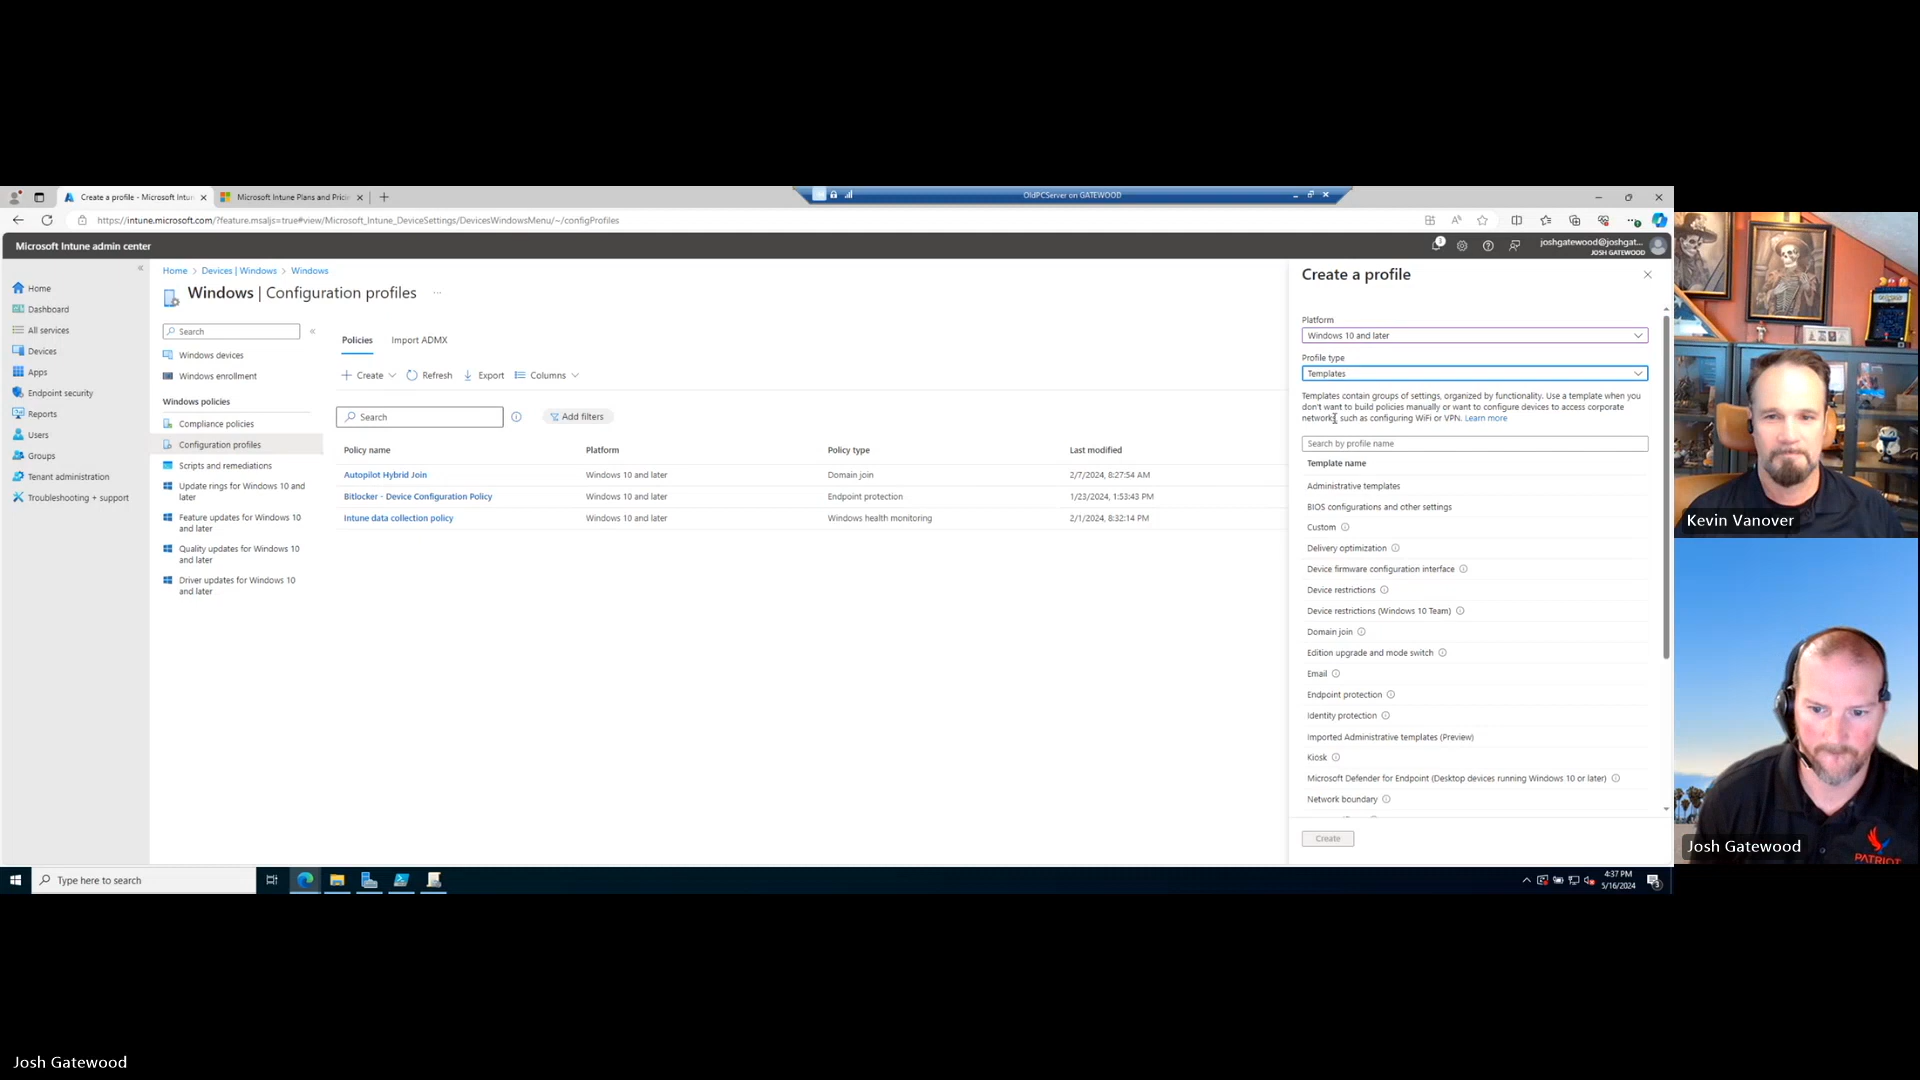 Create a profile - Microsoft Intun
Microsoft Intune Plans and Pricin
OldPCServer on GATEWOOD
https://intune.microsoft.com/?feature.msaljs=true#view/Microsoft_Intune_DeviceSettings/DevicesWindowsMenu/~/configProfiles
Microsoft Intune admin center
joshgatewood@joshgat...
JOSH GATEWOOD
Home
Dashboard
All services
Devices
Apps
Endpoint security
Reports
Users
Groups
Tenant administration
Troubleshooting + support
Home > Devices | Windows > Windows
Windows | Configuration profiles ...
Search
Windows devices
Windows enrollment
Windows policies
Compliance policies
Configuration profiles
Scripts and remediations
Update rings for Windows 10 and
later
Feature updates for Windows 10
and later
Quality updates for Windows 10
and later
Driver updates for Windows 10
and later
Policies Import ADMX
Create Refresh Export Columns
Search Add filters
Policy name Platform Policy type Last modified
Autopilot Hybrid Join Windows 10 and later Domain join 2/7/2024, 8:27:54 AM
Bitlocker - Device Configuration Policy Windows 10 and later Endpoint protection 1/23/2024, 1:53:43 PM
Intune data collection policy Windows 10 and later Windows health monitoring 2/1/2024, 8:32:14 PM
Create a profile
Platform
Windows 10 and later
Profile type
Templates
Templates contain groups of settings, organized by functionality. Use a template when you
don't want to build policies manually or want to configure devices to access corporate
networks, such as configuring WiFi or VPN. Learn more
Search by profile name
Template name
Administrative templates
BIOS configurations and other settings
Custom
Delivery optimization
Device firmware configuration interface
Device restrictions
Device restrictions (Windows 10 Team)
Domain join
Edition upgrade and mode switch
Email
Endpoint protection
Identity protection
Imported Administrative templates (Preview)
Kiosk
Microsoft Defender for Endpoint (Desktop devices running Windows 10 or later)
Network boundary
Create
Kevin Vanover
Josh Gatewood
PATRIOT
Type here to search
4:37 PM
5/16/2024
3
Josh Gatewood